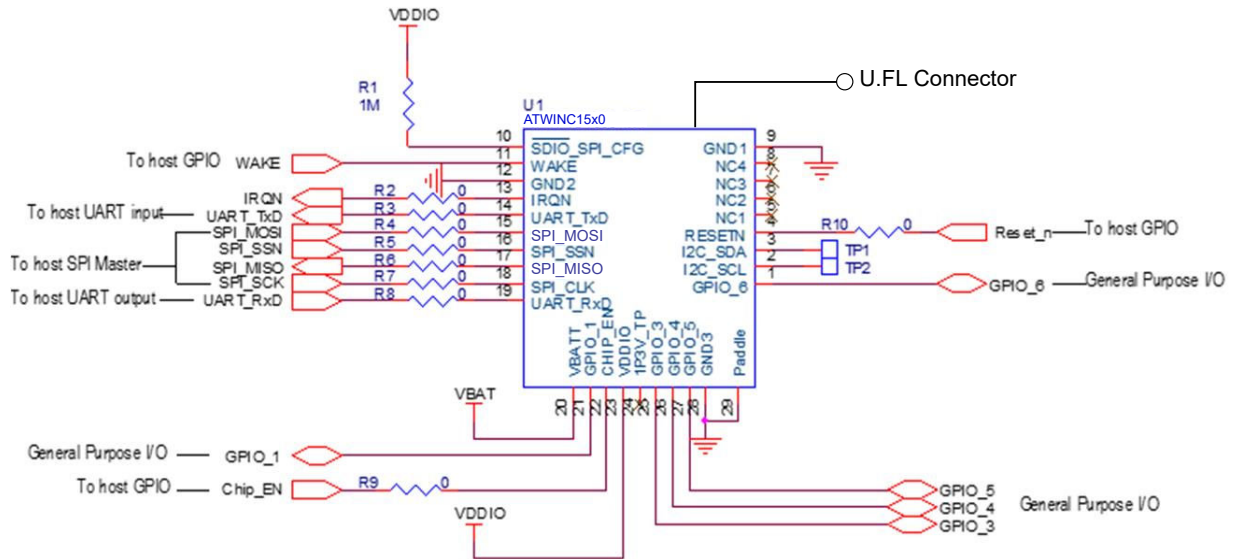 VDDIO
U.FL Connector
R1
1M
U1
ATWINC15x0
10
SDIO_SPI_CFG
GND1
9
To host GPIO WAKE
11
WAKE
NC4
8
12
GND2
NC3
7
IRQN
R2
0
13
IRQN
NC2
6
To host UART input
UART_TxD
R3
0
14
UART_TxD
NC1
5
SPI_MOSI
R4
0
15
SPI_MOSI
RESETN
4
R10
0
Reset_n
To host GPIO
SPI_SSN
R5
0
16
SPI_SSN
I2C_SDA
3
TP1
To host SPI Master
SPI_MISO
R6
0
17
SPI_MISO
I2C_SCL
2
TP2
SPI_SCK
R7
0
18
SPI_CLK
GPIO_6
1
GPIO_6
General Purpose I/O
To host UART output
UART_RxD
R8
0
19
UART_RxD
VBATT
GPIO_1
CHIP_EN
VDDIO
1P3V_TP
GPIO_3
GPIO_4
GPIO_5
GND3
Paddle
20
21
22
23
24
25
26
27
28
29
VBAT
General Purpose I/O
GPIO_1
To host GPIO
Chip_EN
R9
0
VDDIO
GPIO_5
GPIO_4
General Purpose I/O
GPIO_3